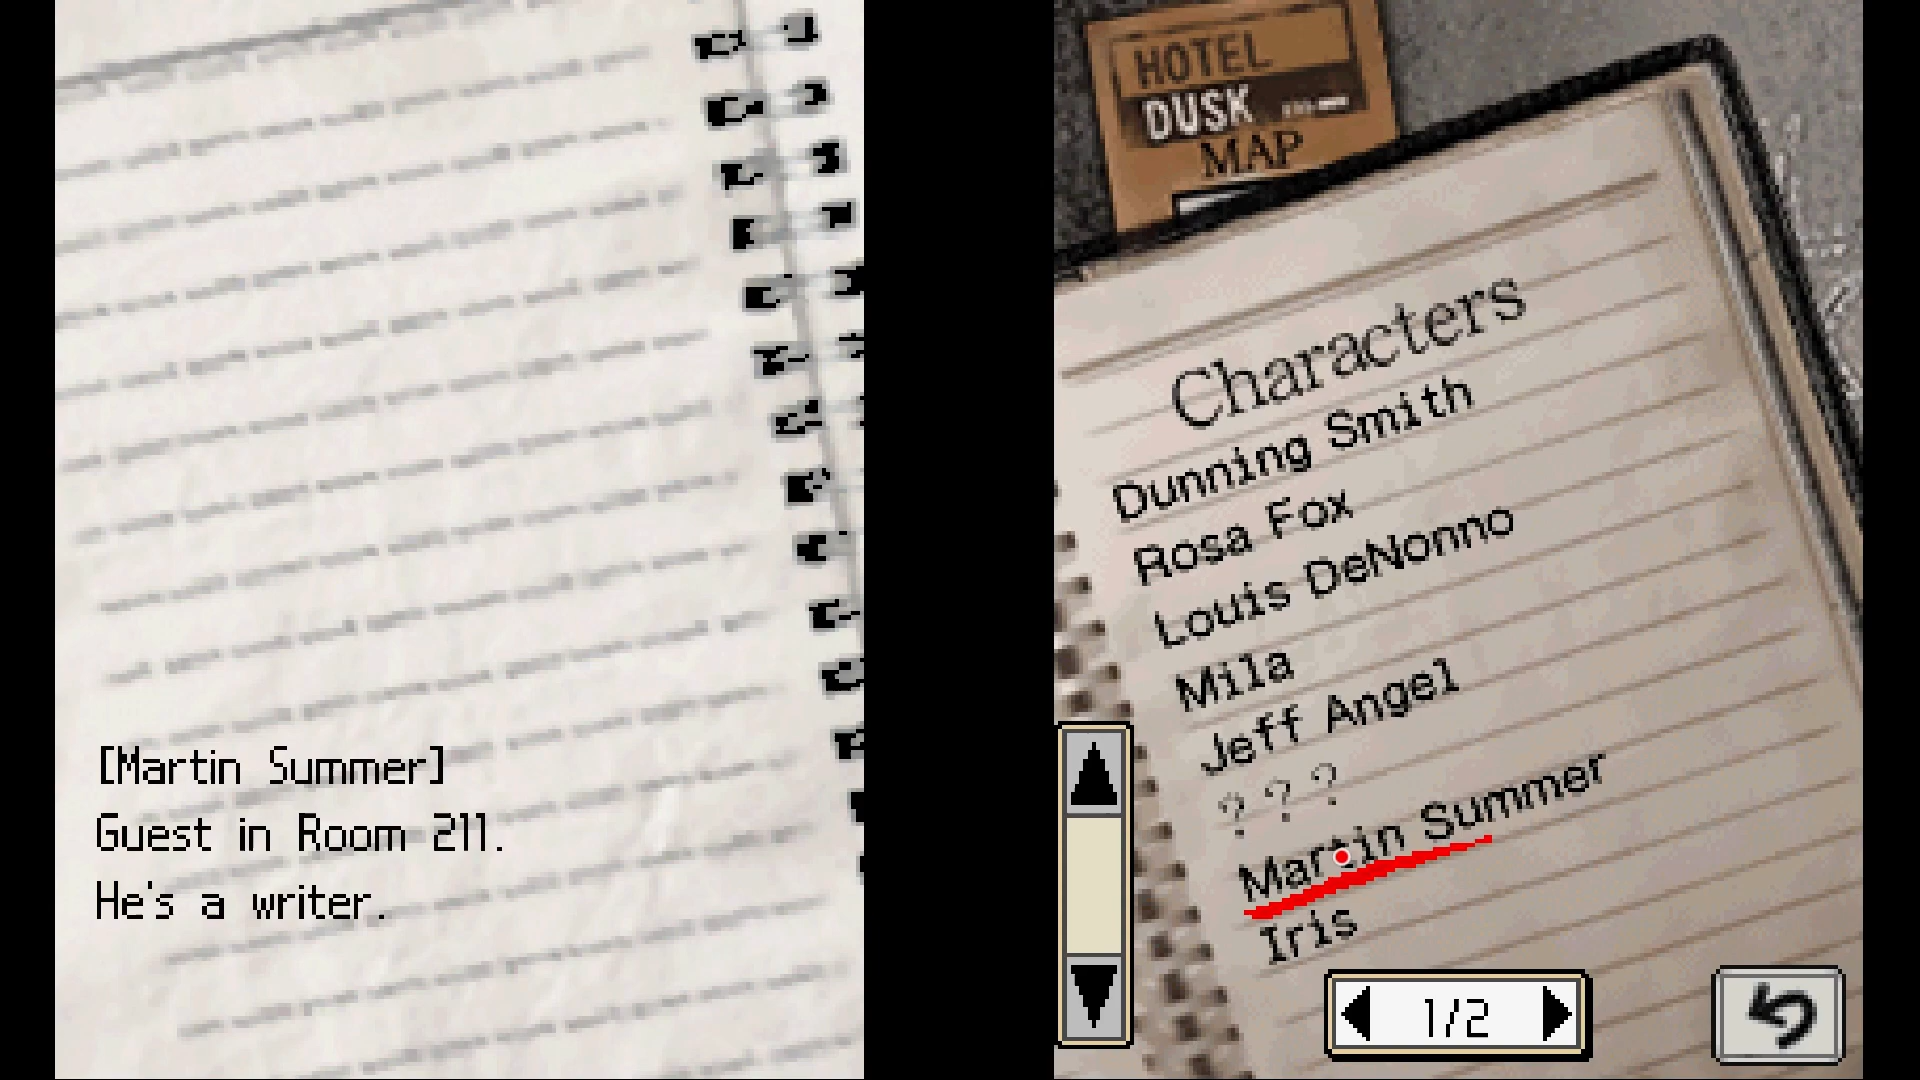 [Martin Summer]
Guest in Room 211.
He's a writer.
HOTEL
DUSK
MAP
Characters
Dunning Smith
Rosa Fox
Louis DeNonno
Mila
Jeff Angel
???
Martin Summer
Iris
1/2